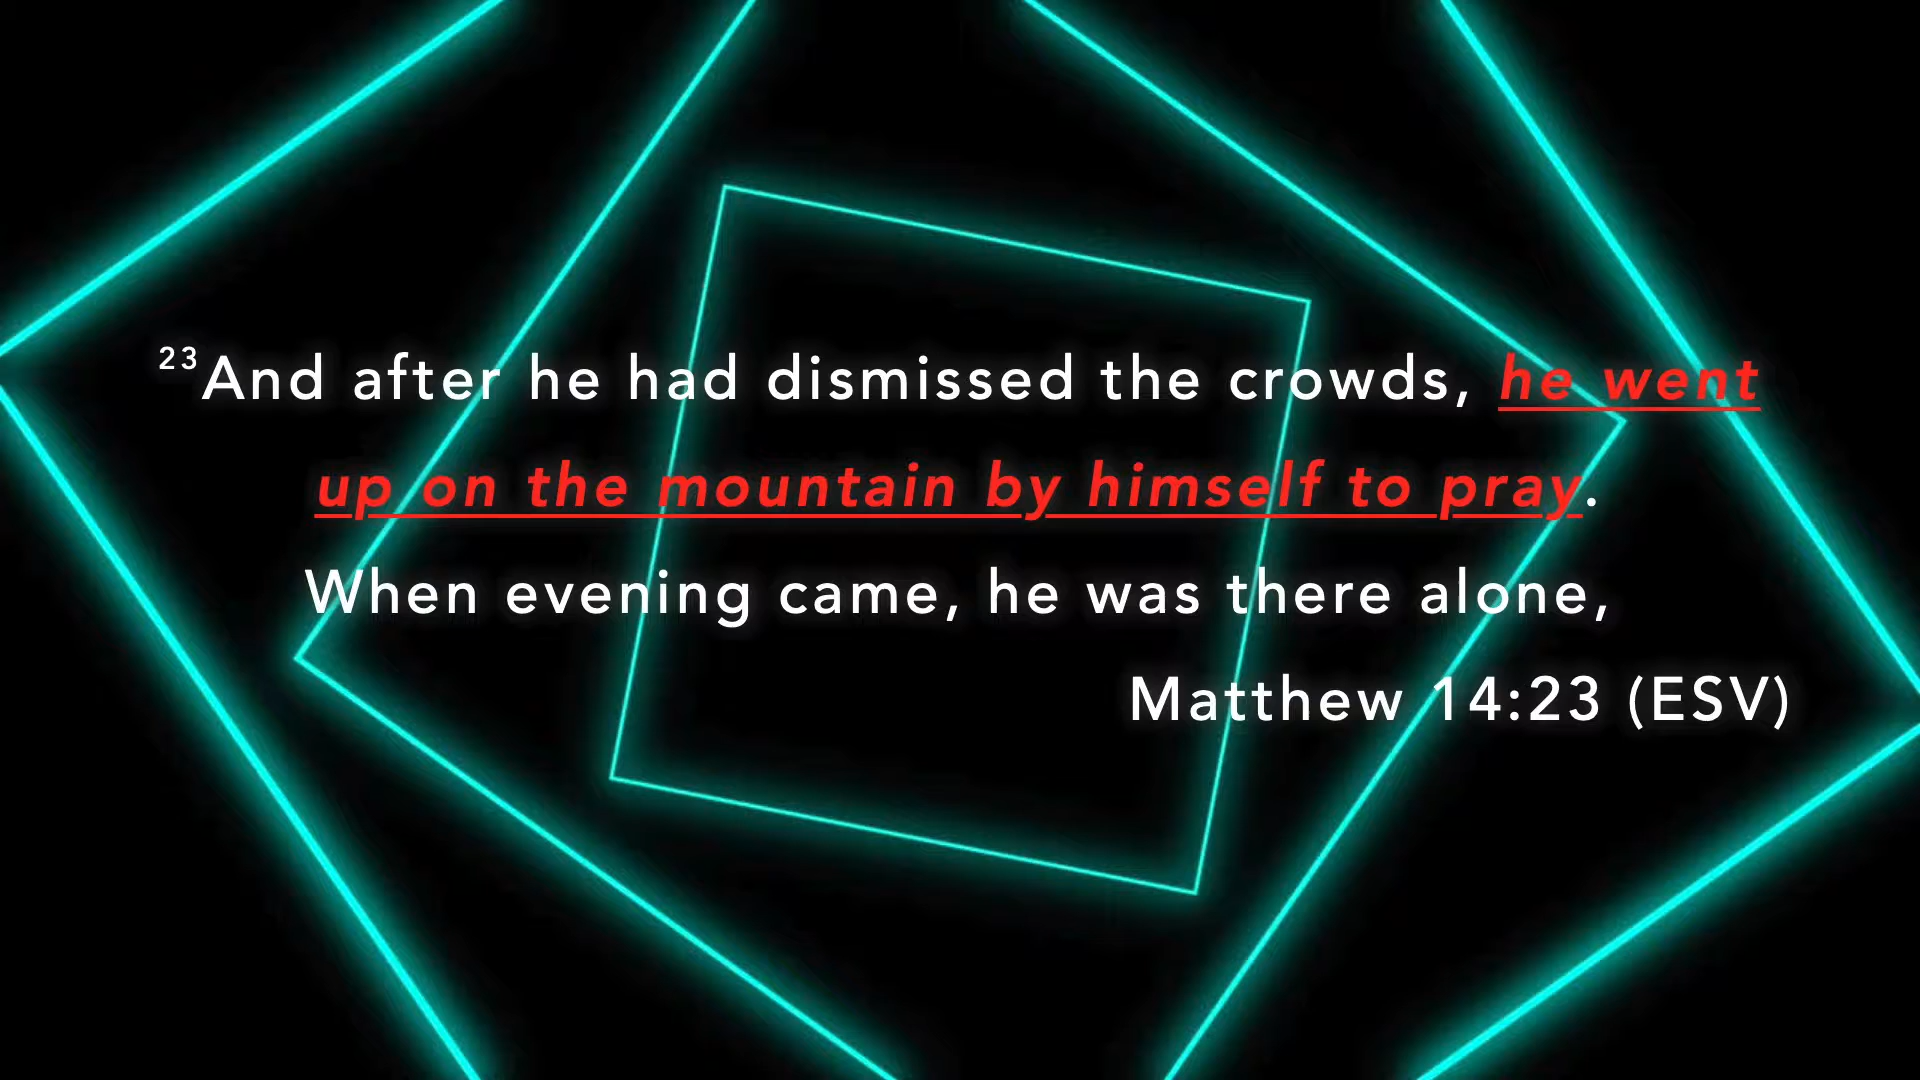 23And after he had dismissed the crowds, he went
up on the mountain by himself to pray.
When evening came, he was there alone,
Matthew 14:23 (ESV)